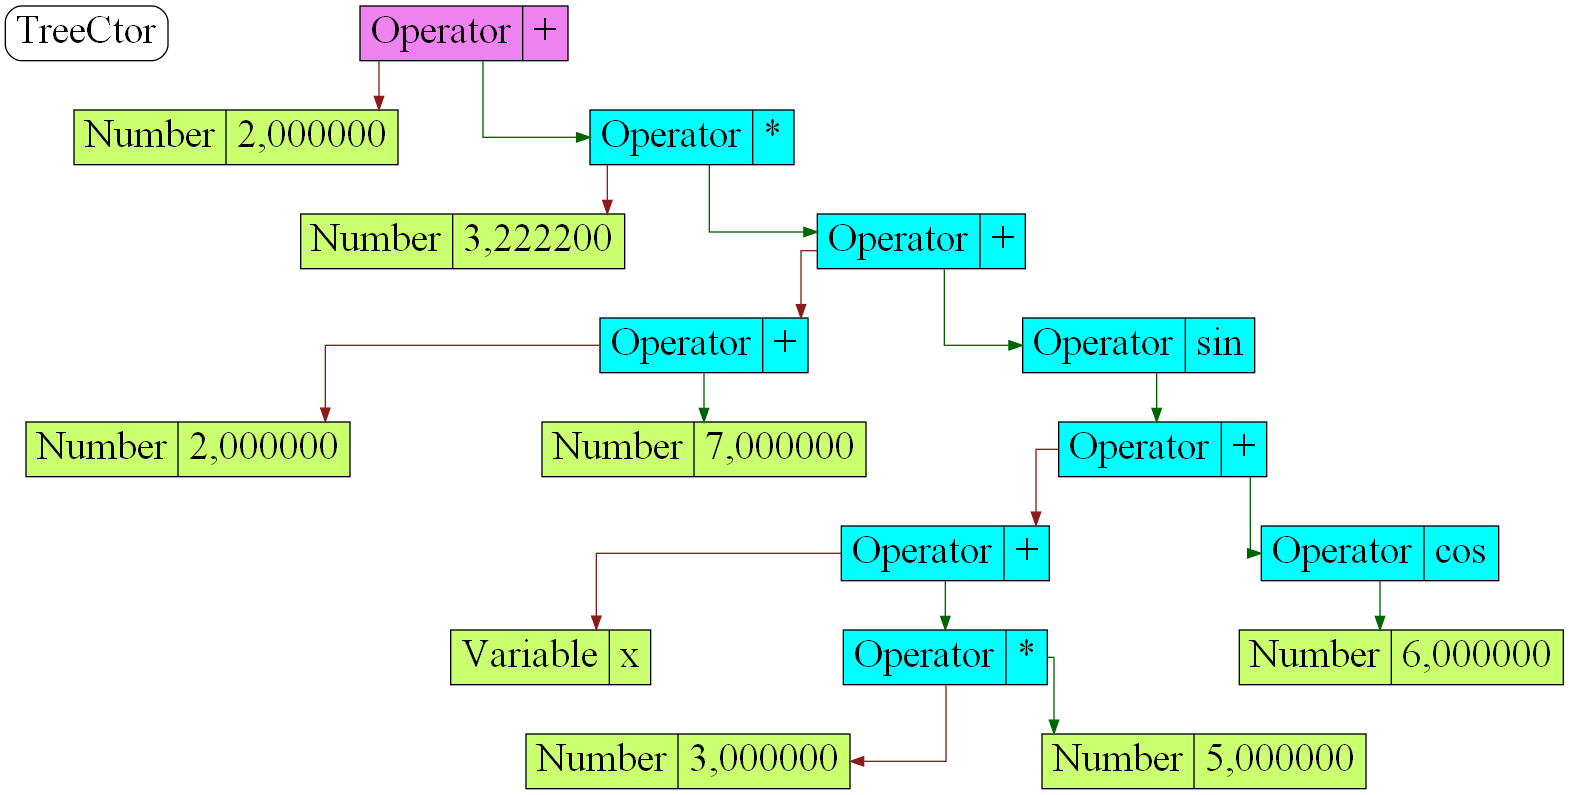 TreeCtor
Operator +
Number 2,000000
Operator *
Number 3,222200
Operator +
Operator +
Operator sin
Number 2,000000
Number 7,000000
Operator +
Operator +
Operator cos
Variable x
Operator *
Number 6,000000
Number 3,000000
Number 5,000000